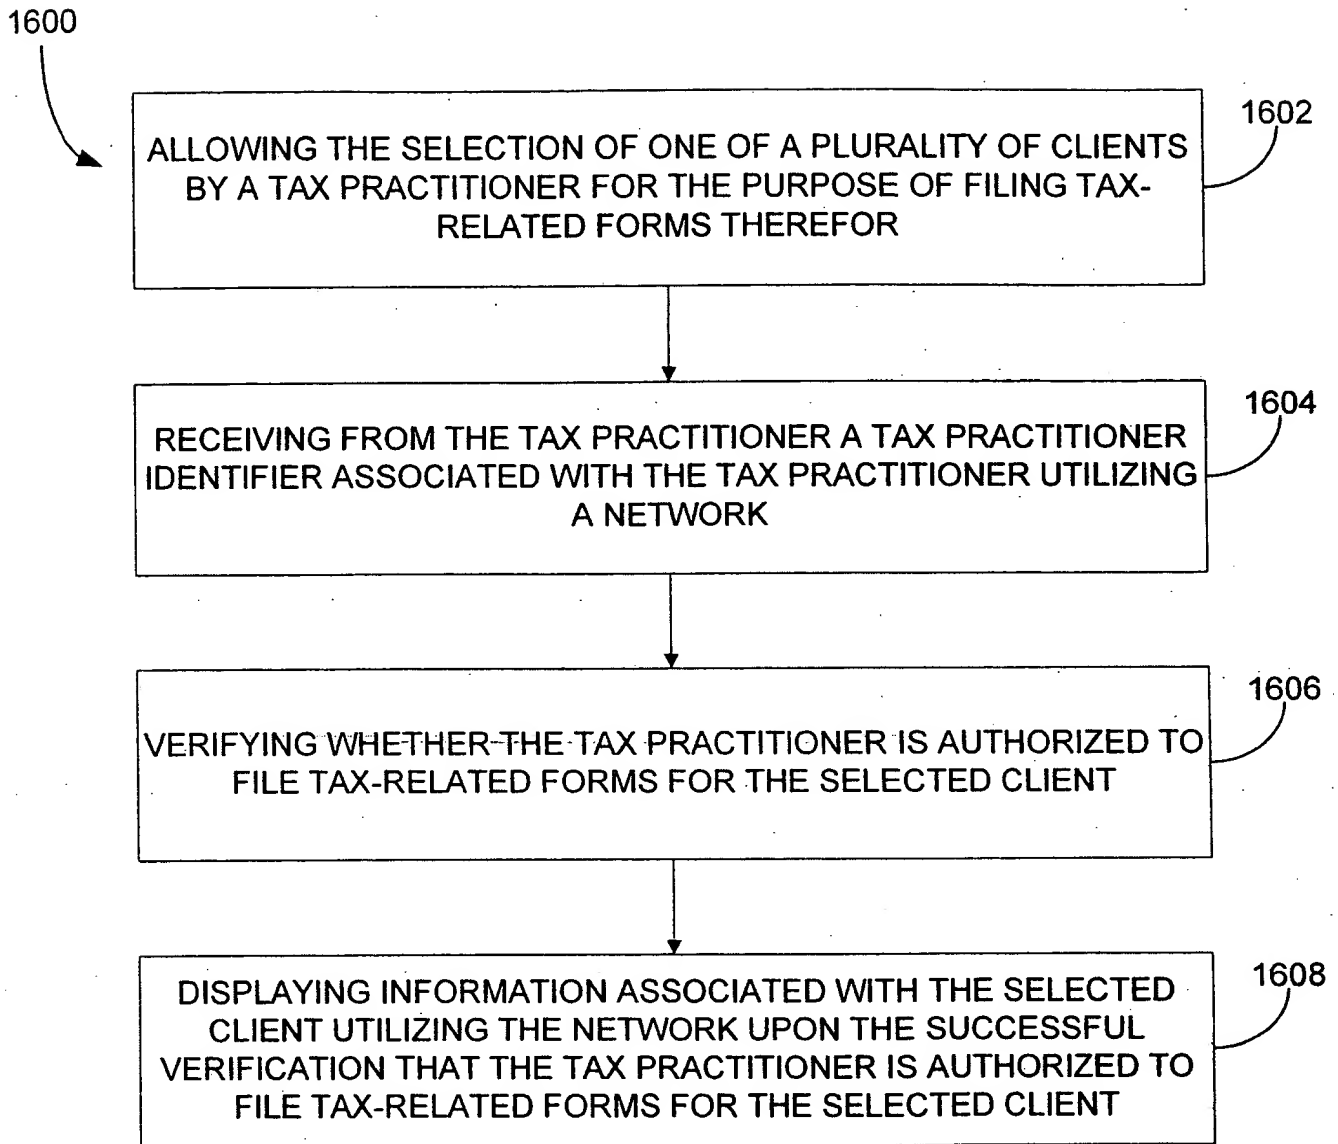 1600
1602
ALLOWING THE SELECTION OF ONE OF A PLURALITY OF CLIENTS
BY A TAX PRACTITIONER FOR THE PURPOSE OF FILING TAX-
RELATED FORMS THEREFOR
1604
RECEIVING FROM THE TAX PRACTITIONER A TAX PRACTITIONER
IDENTIFIER ASSOCIATED WITH THE TAX PRACTITIONER UTILIZING
A NETWORK
1606
VERIFYING WHETHER THE TAX PRACTITIONER IS AUTHORIZED TO
FILE TAX-RELATED FORMS FOR THE SELECTED CLIENT
1608
DISPLAYING INFORMATION ASSOCIATED WITH THE SELECTED
CLIENT UTILIZING THE NETWORK UPON THE SUCCESSFUL
VERIFICATION THAT THE TAX PRACTITIONER IS AUTHORIZED TO
FILE TAX-RELATED FORMS FOR THE SELECTED CLIENT